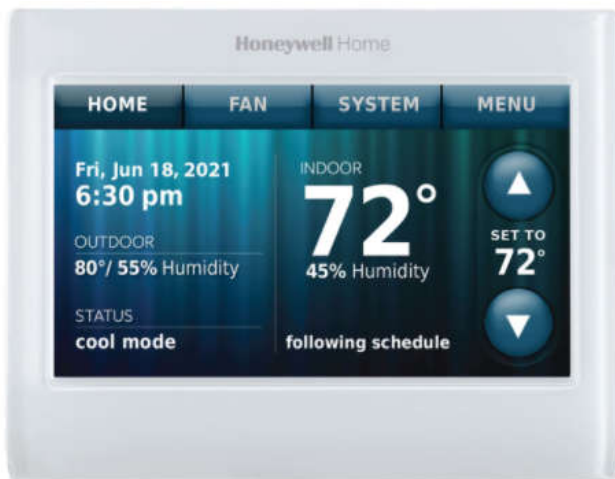 Honeywell Home
HOME FAN SYSTEM MENU
Fri, Jun 18, 2021
6:30 pm
OUTDOOR
80°/ 55% Humidity
STATUS
cool mode
INDOOR
72°
45% Humidity
following schedule
SET TO
72°